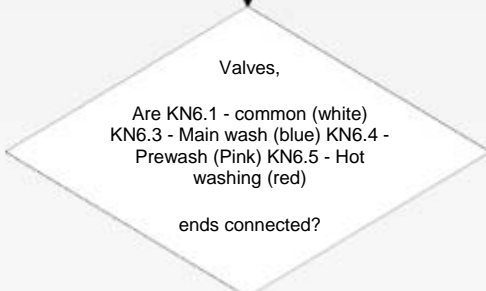 Valves,
Are KN6.1 - common (white)
KN6.3 - Main wash (blue) KN6.4 -
Prewash (Pink) KN6.5 - Hot
washing (red)
ends connected?